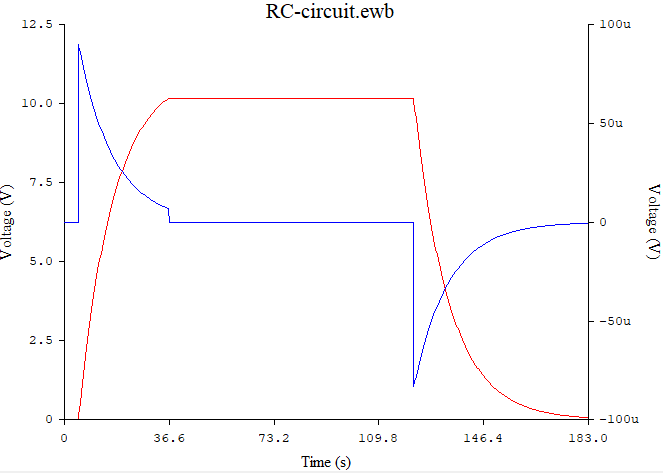 RC-circuit.ewb
12.5
10.0
7.5
5.0
2.5
0
Voltage (V)
100u
50u
0
-50u
-100u
Voltage (V)
0 36.6 73.2 109.8 146.4 183.0
Time (s)